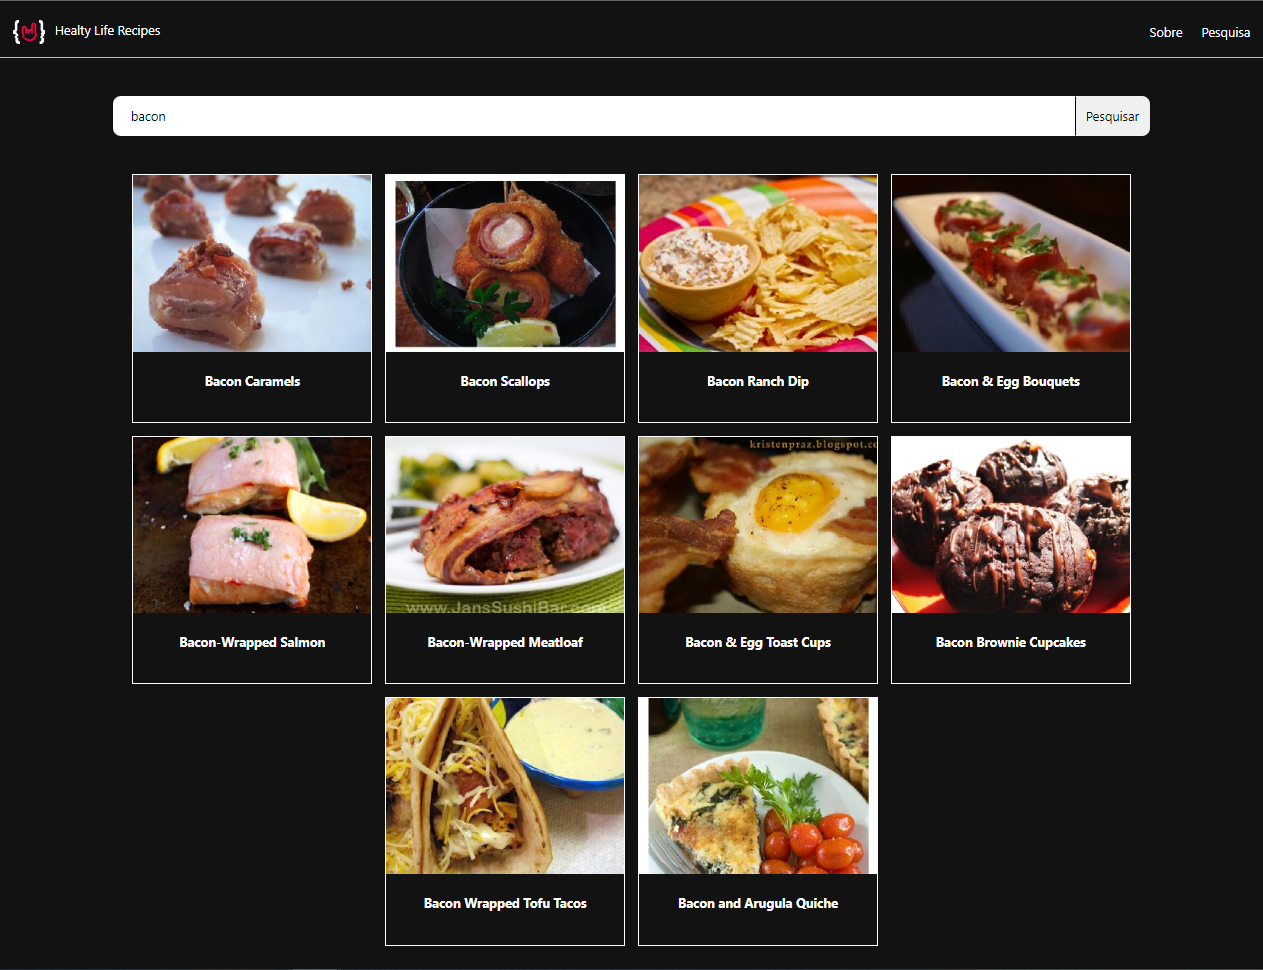 Healty Life Recipes
Sobre Pesquisa
bacon
Pesquisar
Bacon Caramels
Bacon Scallops
Bacon Ranch Dip
Bacon & Egg Bouquets
www.JansSushiBar.com
kristenpraz.blogspot.co
Bacon-Wrapped Salmon
Bacon-Wrapped Meatloaf
Bacon & Egg Toast Cups
Bacon Brownie Cupcakes
Bacon Wrapped Tofu Tacos
Bacon and Arugula Quiche